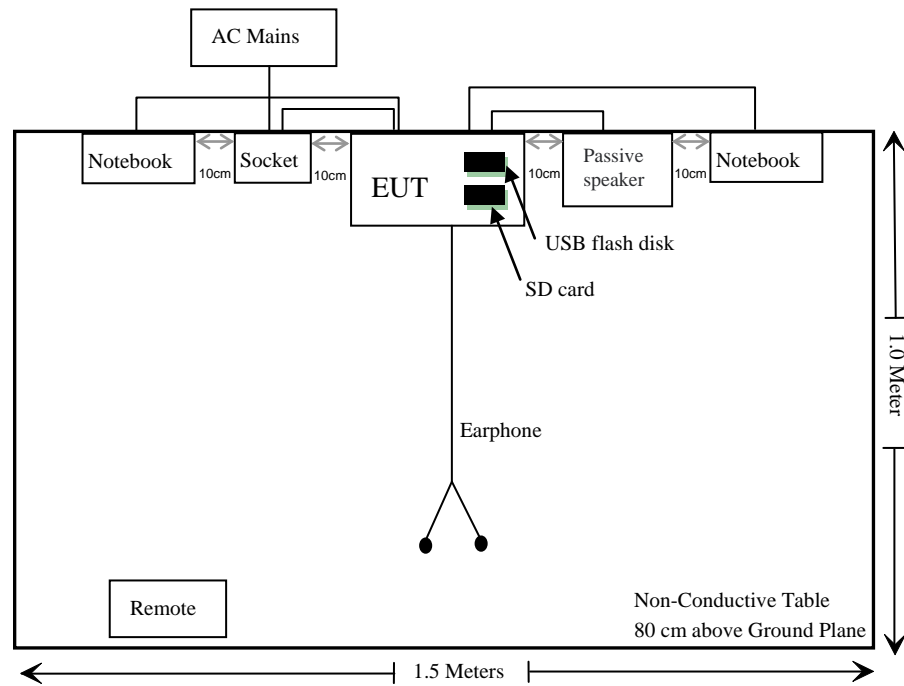 AC Mains
Notebook
10cm
Socket
10cm
EUT
10cm
Passive
speaker
10cm
Notebook
USB flash disk
SD card
1.0 Meter
Earphone
Remote
Non-Conductive Table
80 cm above Ground Plane
1.5 Meters